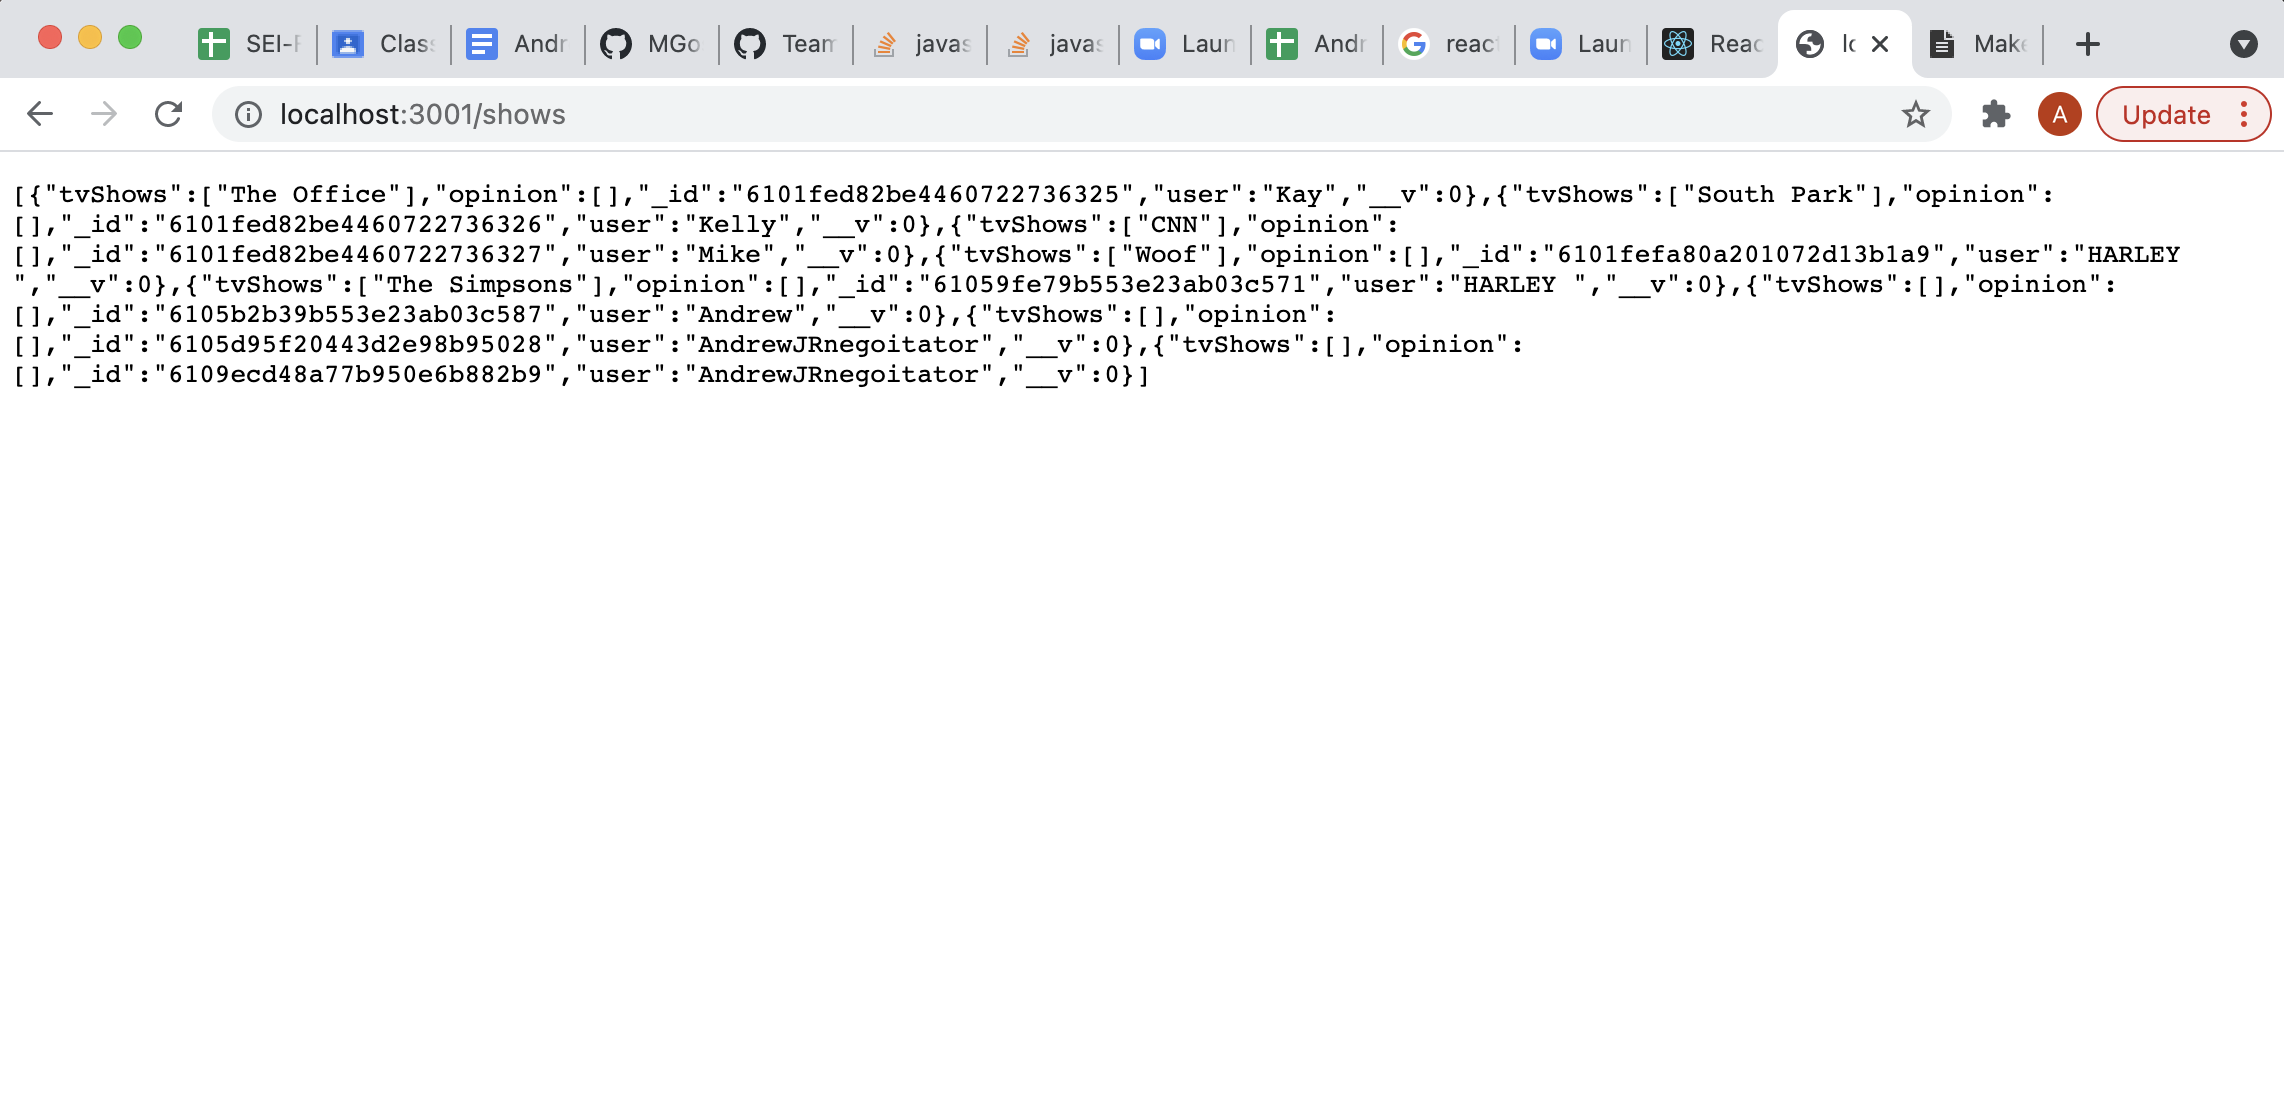 SEI-F Class Andr MGo Team javas javas Laun Andr react Laun Reac lo Make
localhost:3001/shows A Update
[{"tvShows":["The Office"],"opinion":[],"_id":"6101fed82be4460722736325","user":"Kay","__v":0},{"tvShows":["South Park"],"opinion":
[],"_id":"6101fed82be4460722736326","user":"Kelly","__v":0},{"tvShows":["CNN"],"opinion":
[],"_id":"6101fed82be4460722736327","user":"Mike","__v":0},{"tvShows":["Woof"],"opinion":[],"_id":"6101fefa80a201072d13b1a9","user":"HARLEY
","__v":0},{"tvShows":["The Simpsons"],"opinion":[],"_id":"61059fe79b553e23ab03c571","user":"HARLEY ","__v":0},{"tvShows":[],"opinion":
[],"_id":"6105b2b39b553e23ab03c587","user":"Andrew","__v":0},{"tvShows":[],"opinion":
[],"_id":"6105d95f20443d2e98b95028","user":"AndrewJRnegoitator","__v":0},{"tvShows":[],"opinion":
[],"_id":"6109ecd48a77b950e6b882b9","user":"AndrewJRnegoitator","__v":0}]